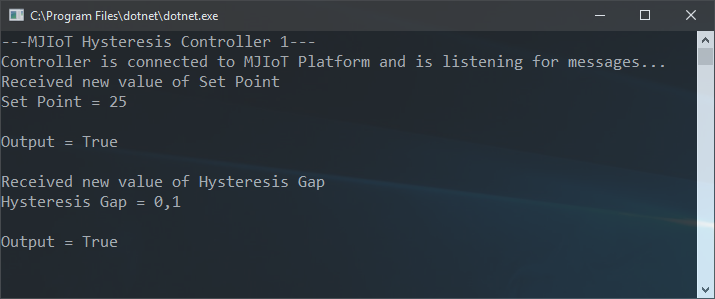 C:\Program Files\dotnet\dotnet.exe
---MJIoT Hysteresis Controller 1---
Controller is connected to MJIoT Platform and is listening for messages...
Received new value of Set Point
Set Point = 25
Output = True
Received new value of Hysteresis Gap
Hysteresis Gap = 0,1
Output = True